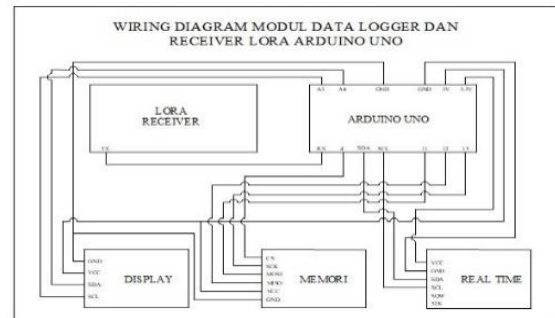 WIRING DIAGRAM MODUL DATA LOGGER DAN
RECEIVER LORA ARDUINO UNO
A5 A4 GND GND 5V 3.3V
LORA
RECEIVER
ARDUINO UNO
RX 4 SDA SCL 11 12 13
GND
VCC
SDA
SCL
DISPLAY
CS
SCK
MOSI
MISO
VCC
GND
MEMORI
VCC
GND
SDA
SCL
SQW
REAL TIME